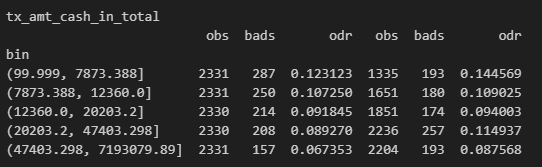 tx_amt_cash_in_total
obs bads odr obs bads odr
bin
(99.999, 7873.388] 2331 287 0.123123 1335 193 0.144569
(7873.388, 12360.0] 2331 250 0.107250 1651 180 0.109025
(12360.0, 20203.2] 2330 214 0.091845 1851 174 0.094003
(20203.2, 47403.298] 2330 208 0.089270 2236 257 0.114937
(47403.298, 7193079.89] 2331 157 0.067353 2204 193 0.087568